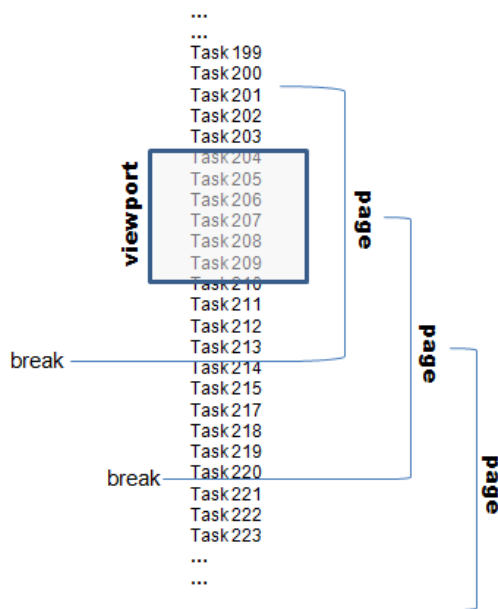 ...
...
Task 199
Task 200
Task 201
Task 202
Task 203
Task 204
Task 205
Task 206
Task 207
Task 208
Task 209
Task 210
Task 211
Task 212
Task 213
Task 214
Task 215
Task 217
Task 218
Task 219
Task 220
Task 221
Task 222
Task 223
...
...
viewport
page
page
page
break
break